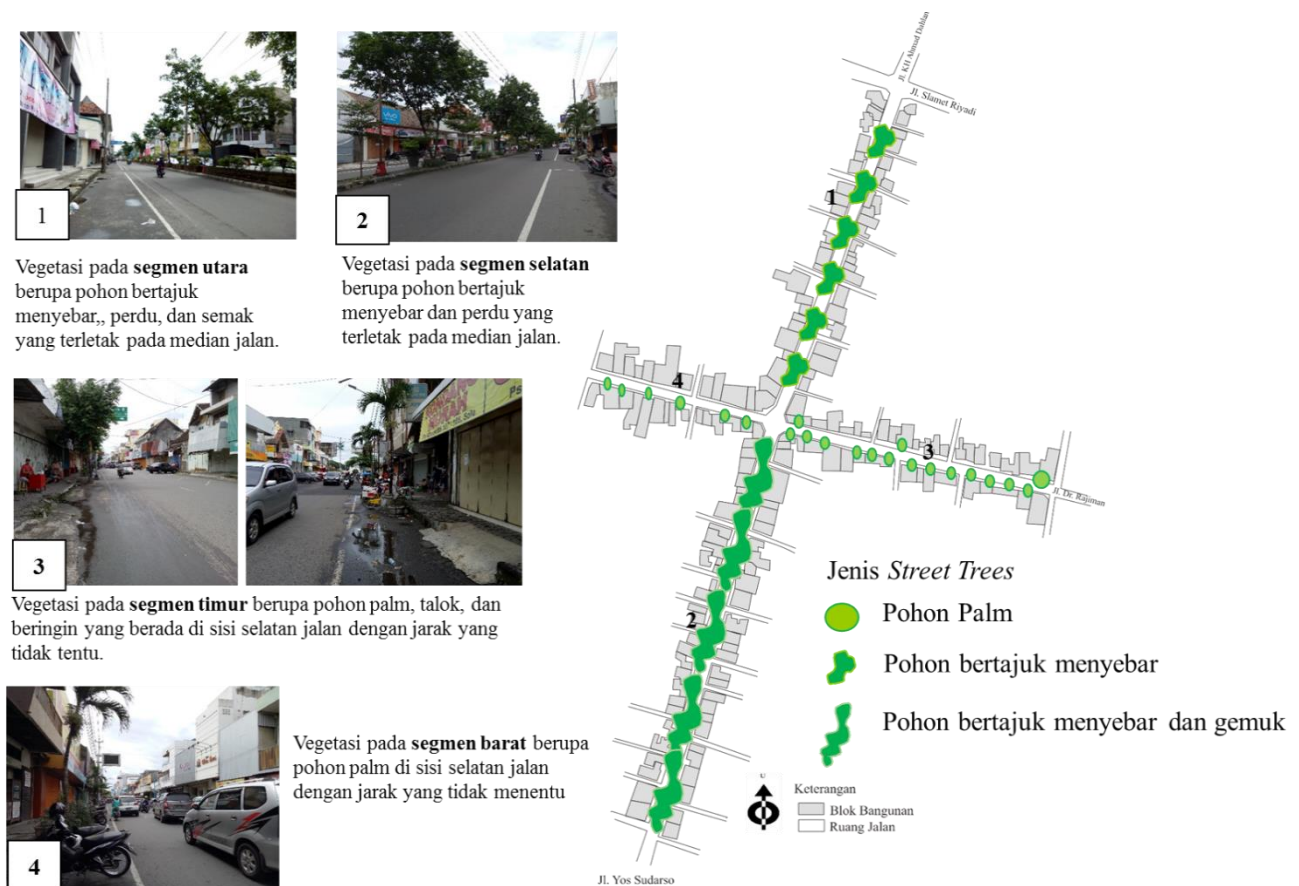 1
Vegetasi pada segmen utara
berupa pohon bertajuk
menyebar,, perdu, dan semak
yang terletak pada median jalan.
2
Vegetasi pada segmen selatan
berupa pohon bertajuk
menyebar dan perdu yang
terletak pada median jalan.
3
Vegetasi pada segmen timur berupa pohon palm, talok, dan
beringin yang berada di sisi selatan jalan dengan jarak yang
tidak tentu.
4
Vegetasi pada segmen barat berupa
pohon palm di sisi selatan jalan
dengan jarak yang tidak menentu
Jl. KH Ahmad Dahlan
Jl. Slamet Riyadi
1
4
3
Jl. Dr. Rajiman
2
Jl. Yos Sudarso
Jenis Street Trees
Pohon Palm
Pohon bertajuk menyebar
Pohon bertajuk menyebar dan gemuk
U
Keterangan
Blok Bangunan
Ruang Jalan